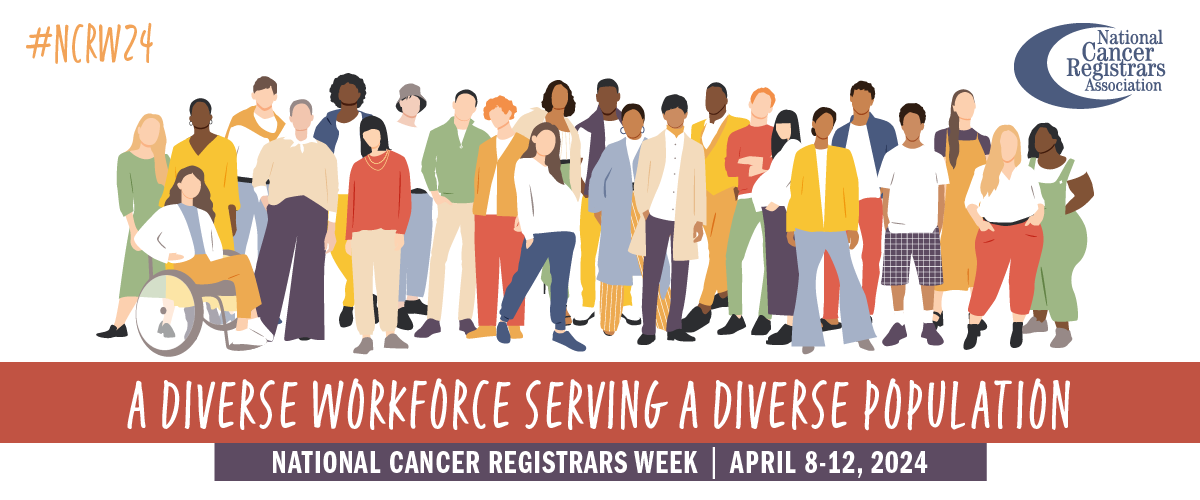 #NCRW24
National
Cancer
Registrars
Association
A DIVERSE WORKFORCE SERVING A DIVERSE POPULATION
NATIONAL CANCER REGISTRARS WEEK | APRIL 8-12, 2024